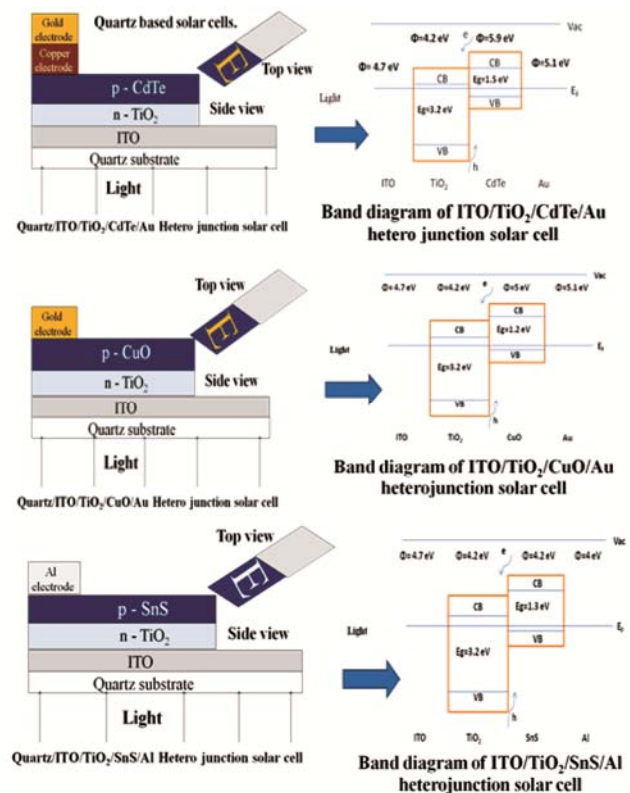 Gold
electrode
Copper
electrode
Quartz based solar cells.
E
Top view
p - CdTe
n - TiO₂
Side view
ITO
Quartz substrate
Light
Quartz/ITO/TiO₂/CdTe/Au Hetero junction solar cell
Light
Vac
Φ=4.2 eV
e
Φ=5.9 eV
Φ= 4.7 eV
Φ=5.1 eV
CB
CB
Eg=1.5 eV
Eg=3.2 eV
VB
VB
h
ITO
TiO₂
CdTe
Au
Band diagram of ITO/TiO₂/CdTe/Au
hetero junction solar cell
Top view
E
Gold
electrode
p - CuO
n - TiO₂
Side view
ITO
Quartz substrate
Light
Quartz/ITO/TiO₂/CuO/Au Hetero junction solar cell
Light
Vac
Φ= 4.7 eV
Φ=4.2 eV
e
Φ=5 eV
Φ=5.1 eV
CB
CB
Eg=1.2 eV
VB
Eg=3.2 eV
VB
h
ITO
TiO₂
CuO
Au
Band diagram of ITO/TiO₂/CuO/Au
heterojunction solar cell
Top view
E
Al
electrode
p - SnS
n - TiO₂
Side view
ITO
Quartz substrate
Light
Quartz/ITO/TiO₂/SnS/Al Hetero junction solar cell
Light
Vac
Φ= 4.7 eV
Φ=4.2 eV
e
Φ=4.2 eV
Φ=4 eV
CB
CB
Eg=1.3 eV
VB
Eg=3.2 eV
VB
h
ITO
TiO₂
SnS
Al
Band diagram of ITO/TiO₂/SnS/Al
heterojunction solar cell